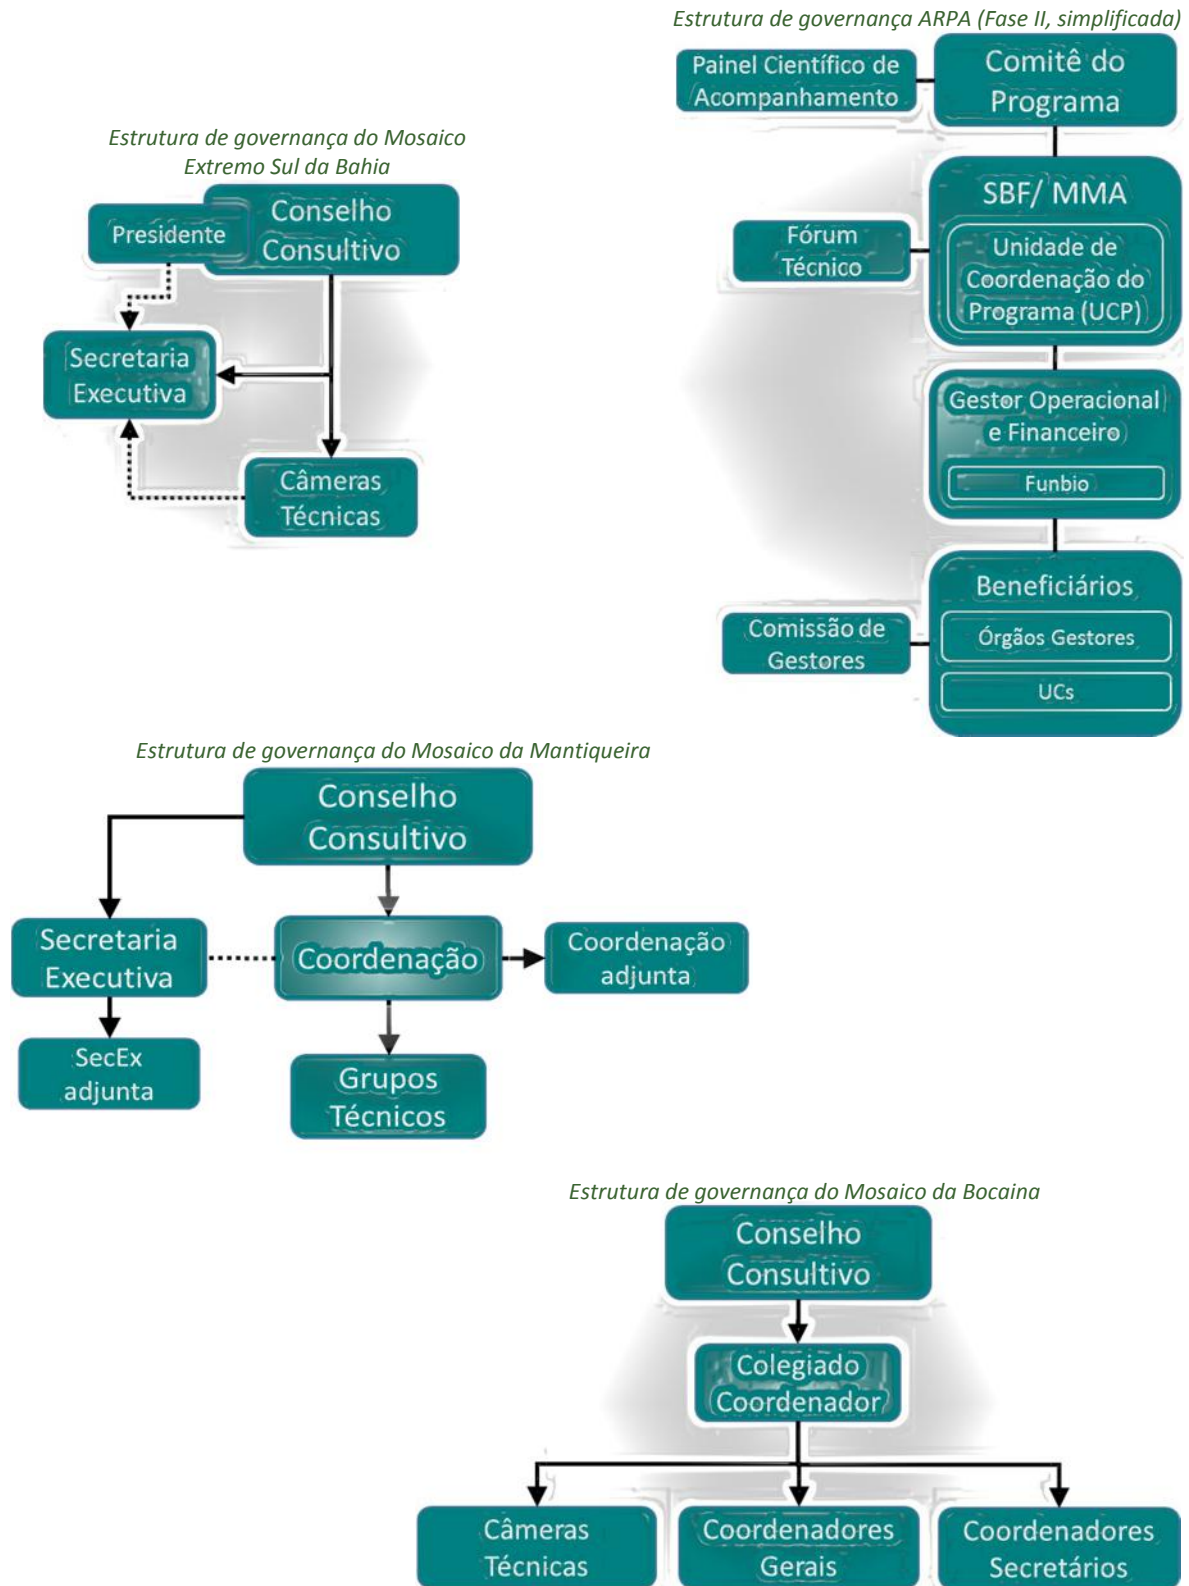 Estrutura de governança ARPA (Fase II, simplificada)
Painel Científico de
Acompanhamento
Comitê do
Programa
SBF/ MMA
Unidade de
Coordenação do
Programa (UCP)
Fórum
Técnico
Gestor Operacional
e Financeiro
Funbio
Beneficiários
Órgãos Gestores
UCs
Comissão de
Gestores
Estrutura de governança do Mosaico
Extremo Sul da Bahia
Presidente
Conselho
Consultivo
Secretaria
Executiva
Câmeras
Técnicas
Estrutura de governança do Mosaico da Mantiqueira
Conselho
Consultivo
Secretaria
Executiva
Coordenação
Coordenação
adjunta
SecEx
adjunta
Grupos
Técnicos
Estrutura de governança do Mosaico da Bocaina
Conselho
Consultivo
Colegiado
Coordenador
Câmeras
Técnicas
Coordenadores
Gerais
Coordenadores
Secretários